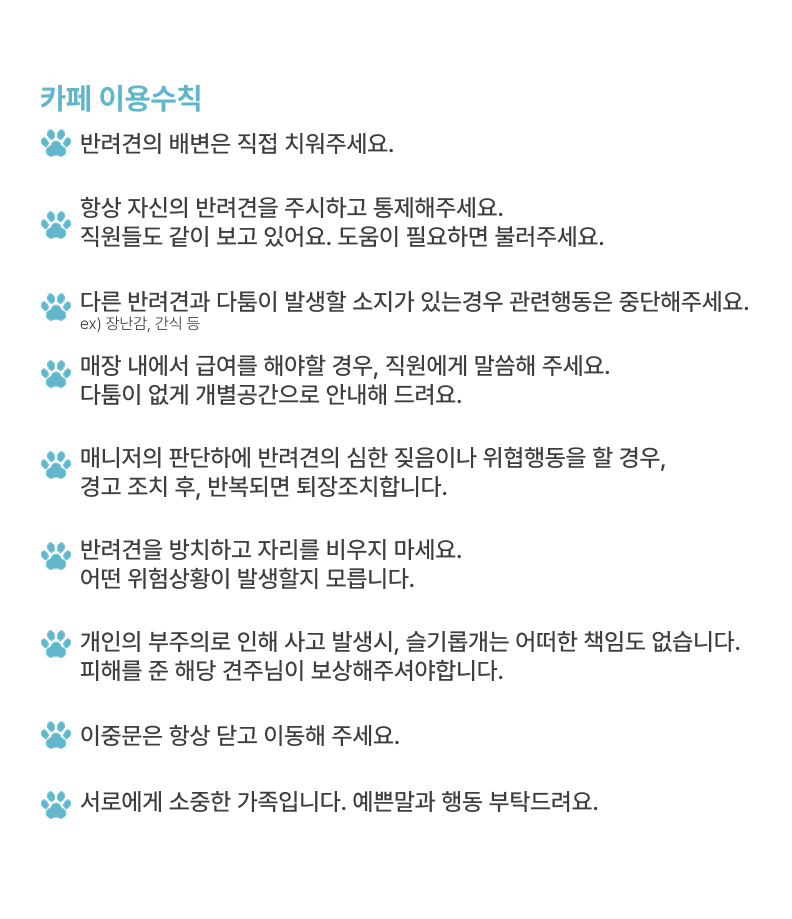 카페 이용수칙
반려견의 배변은 직접 치워주세요.
항상 자신의 반려견을 주시하고 통제해주세요.
직원들도 같이 보고 있어요. 도움이 필요하면 불러주세요.
다른 반려견과 다툼이 발생할 소지가 있는경우 관련행동은 중단해주세요.
ex) 장난감, 간식 등
매장 내에서 급여를 해야할 경우, 직원에게 말씀해 주세요.
다툼이 없게 개별공간으로 안내해 드려요.
매니저의 판단하에 반려견의 심한 짖음이나 위협행동을 할 경우,
경고 조치 후, 반복되면 퇴장조치합니다.
반려견을 방치하고 자리를 비우지 마세요.
어떤 위험상황이 발생할지 모릅니다.
개인의 부주의로 인해 사고 발생시, 슬기롭개는 어떠한 책임도 없습니다.
피해를 준 해당 견주님이 보상해주셔야합니다.
이중문은 항상 닫고 이동해 주세요.
서로에게 소중한 가족입니다. 예쁜말과 행동 부탁드려요.